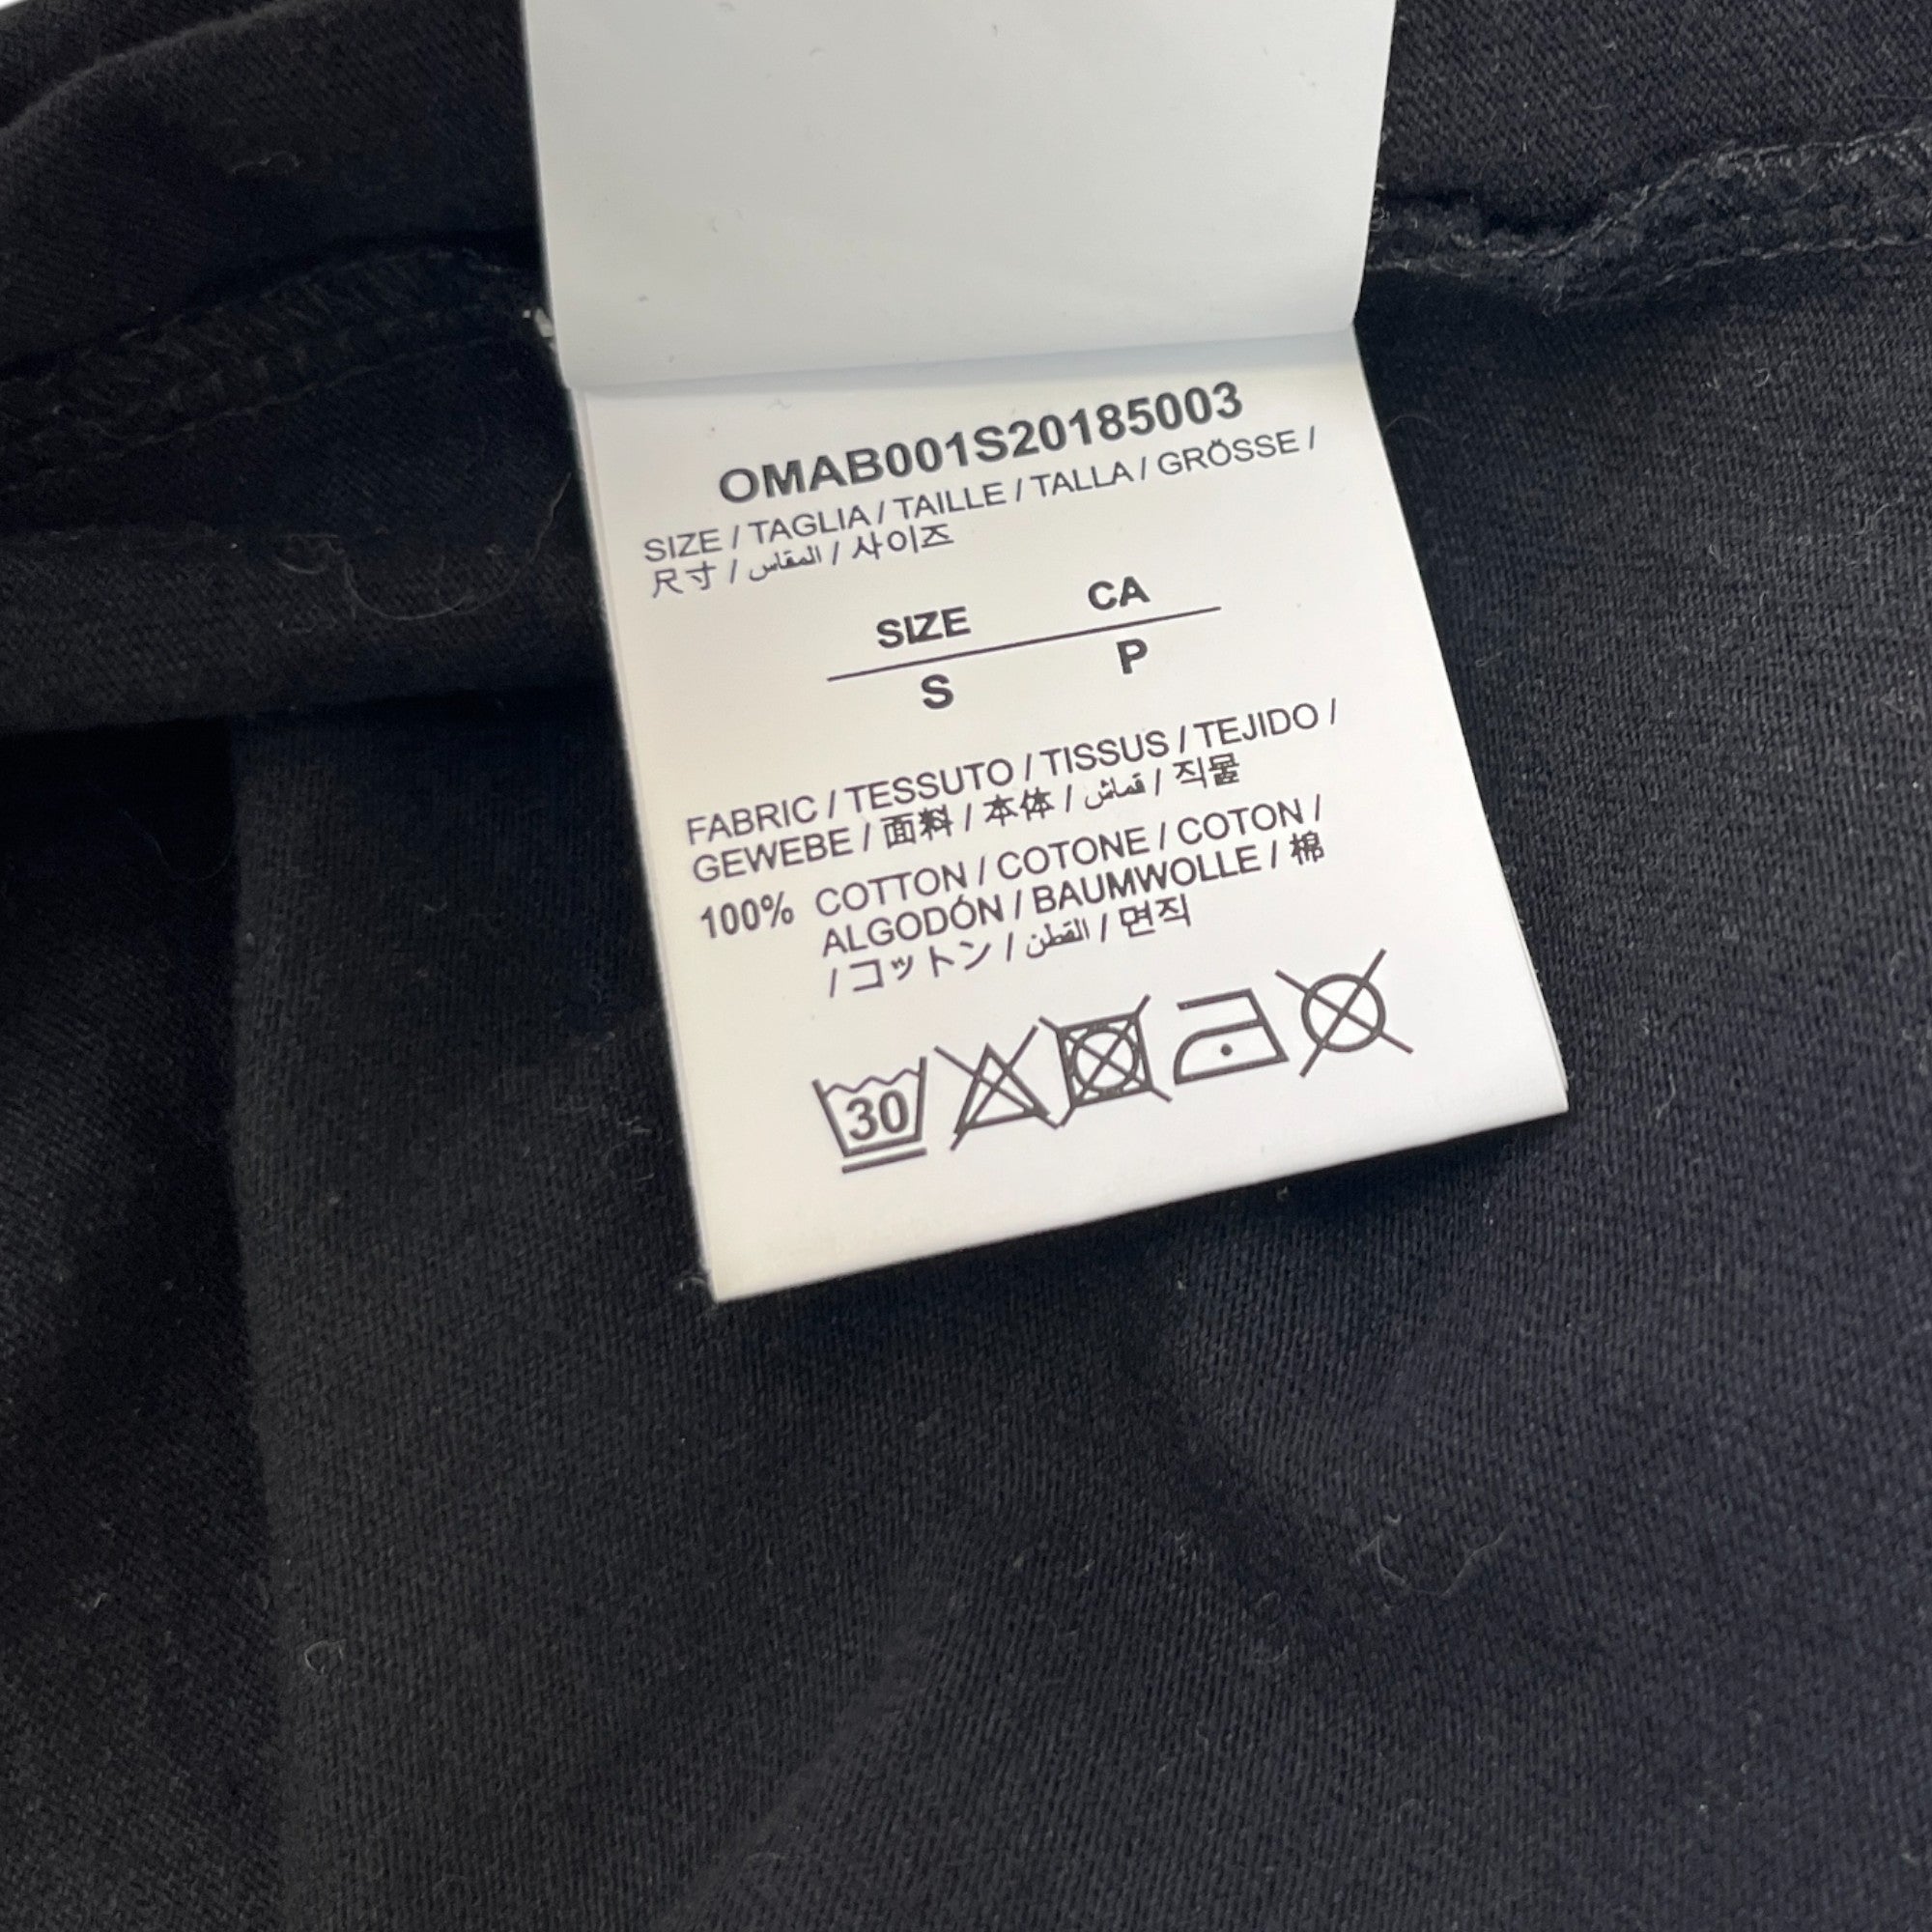 OMAB001S20185003
SIZE / TAGLIA / TAILLE / TALLA / GRÖSSE /
尺寸 / المقاس / 사이즈
SIZE CA
S P
FABRIC / TESSUTO / TISSUS / TEJIDO /
GEWEBE / 面料 / 本体 / قماش / 직물
100% COTTON / COTONE / COTON /
ALGODÓN / BAUMWOLLE / 棉
/ コットン / القطن / 면직
30